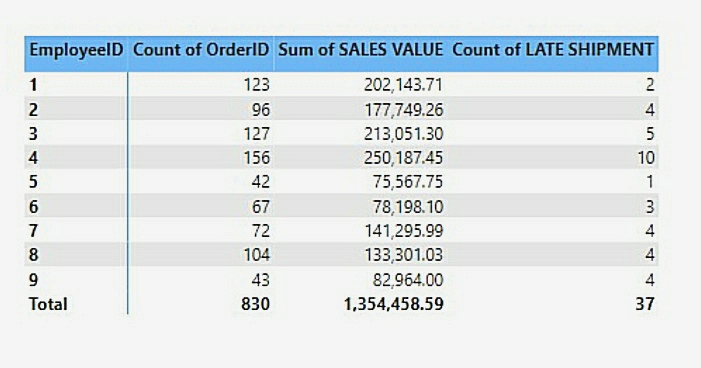 EmployeeID Count of OrderID Sum of SALES VALUE Count of LATE SHIPMENT
1 123 202,143.71 2
2 96 177,749.26 4
3 127 213,051.30 5
4 156 250,187.45 10
5 42 75,567.75 1
6 67 78,198.10 3
7 72 141,295.99 4
8 104 133,301.03 4
9 43 82,964.00 4
Total 830 1,354,458.59 37